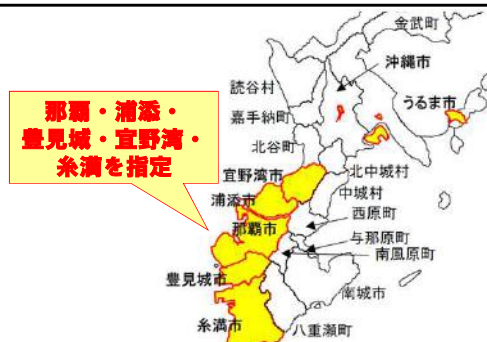 金武町
沖縄市
読谷村
うるま市
嘉手納町
那覇・浦添・
豊見城・宜野湾・
糸満を指定
北谷町
宜野湾市
北中城村
中城村
浦添市
西原町
那覇市
与那原町
南風原町
豊見城市
南城市
糸満市
八重瀬町